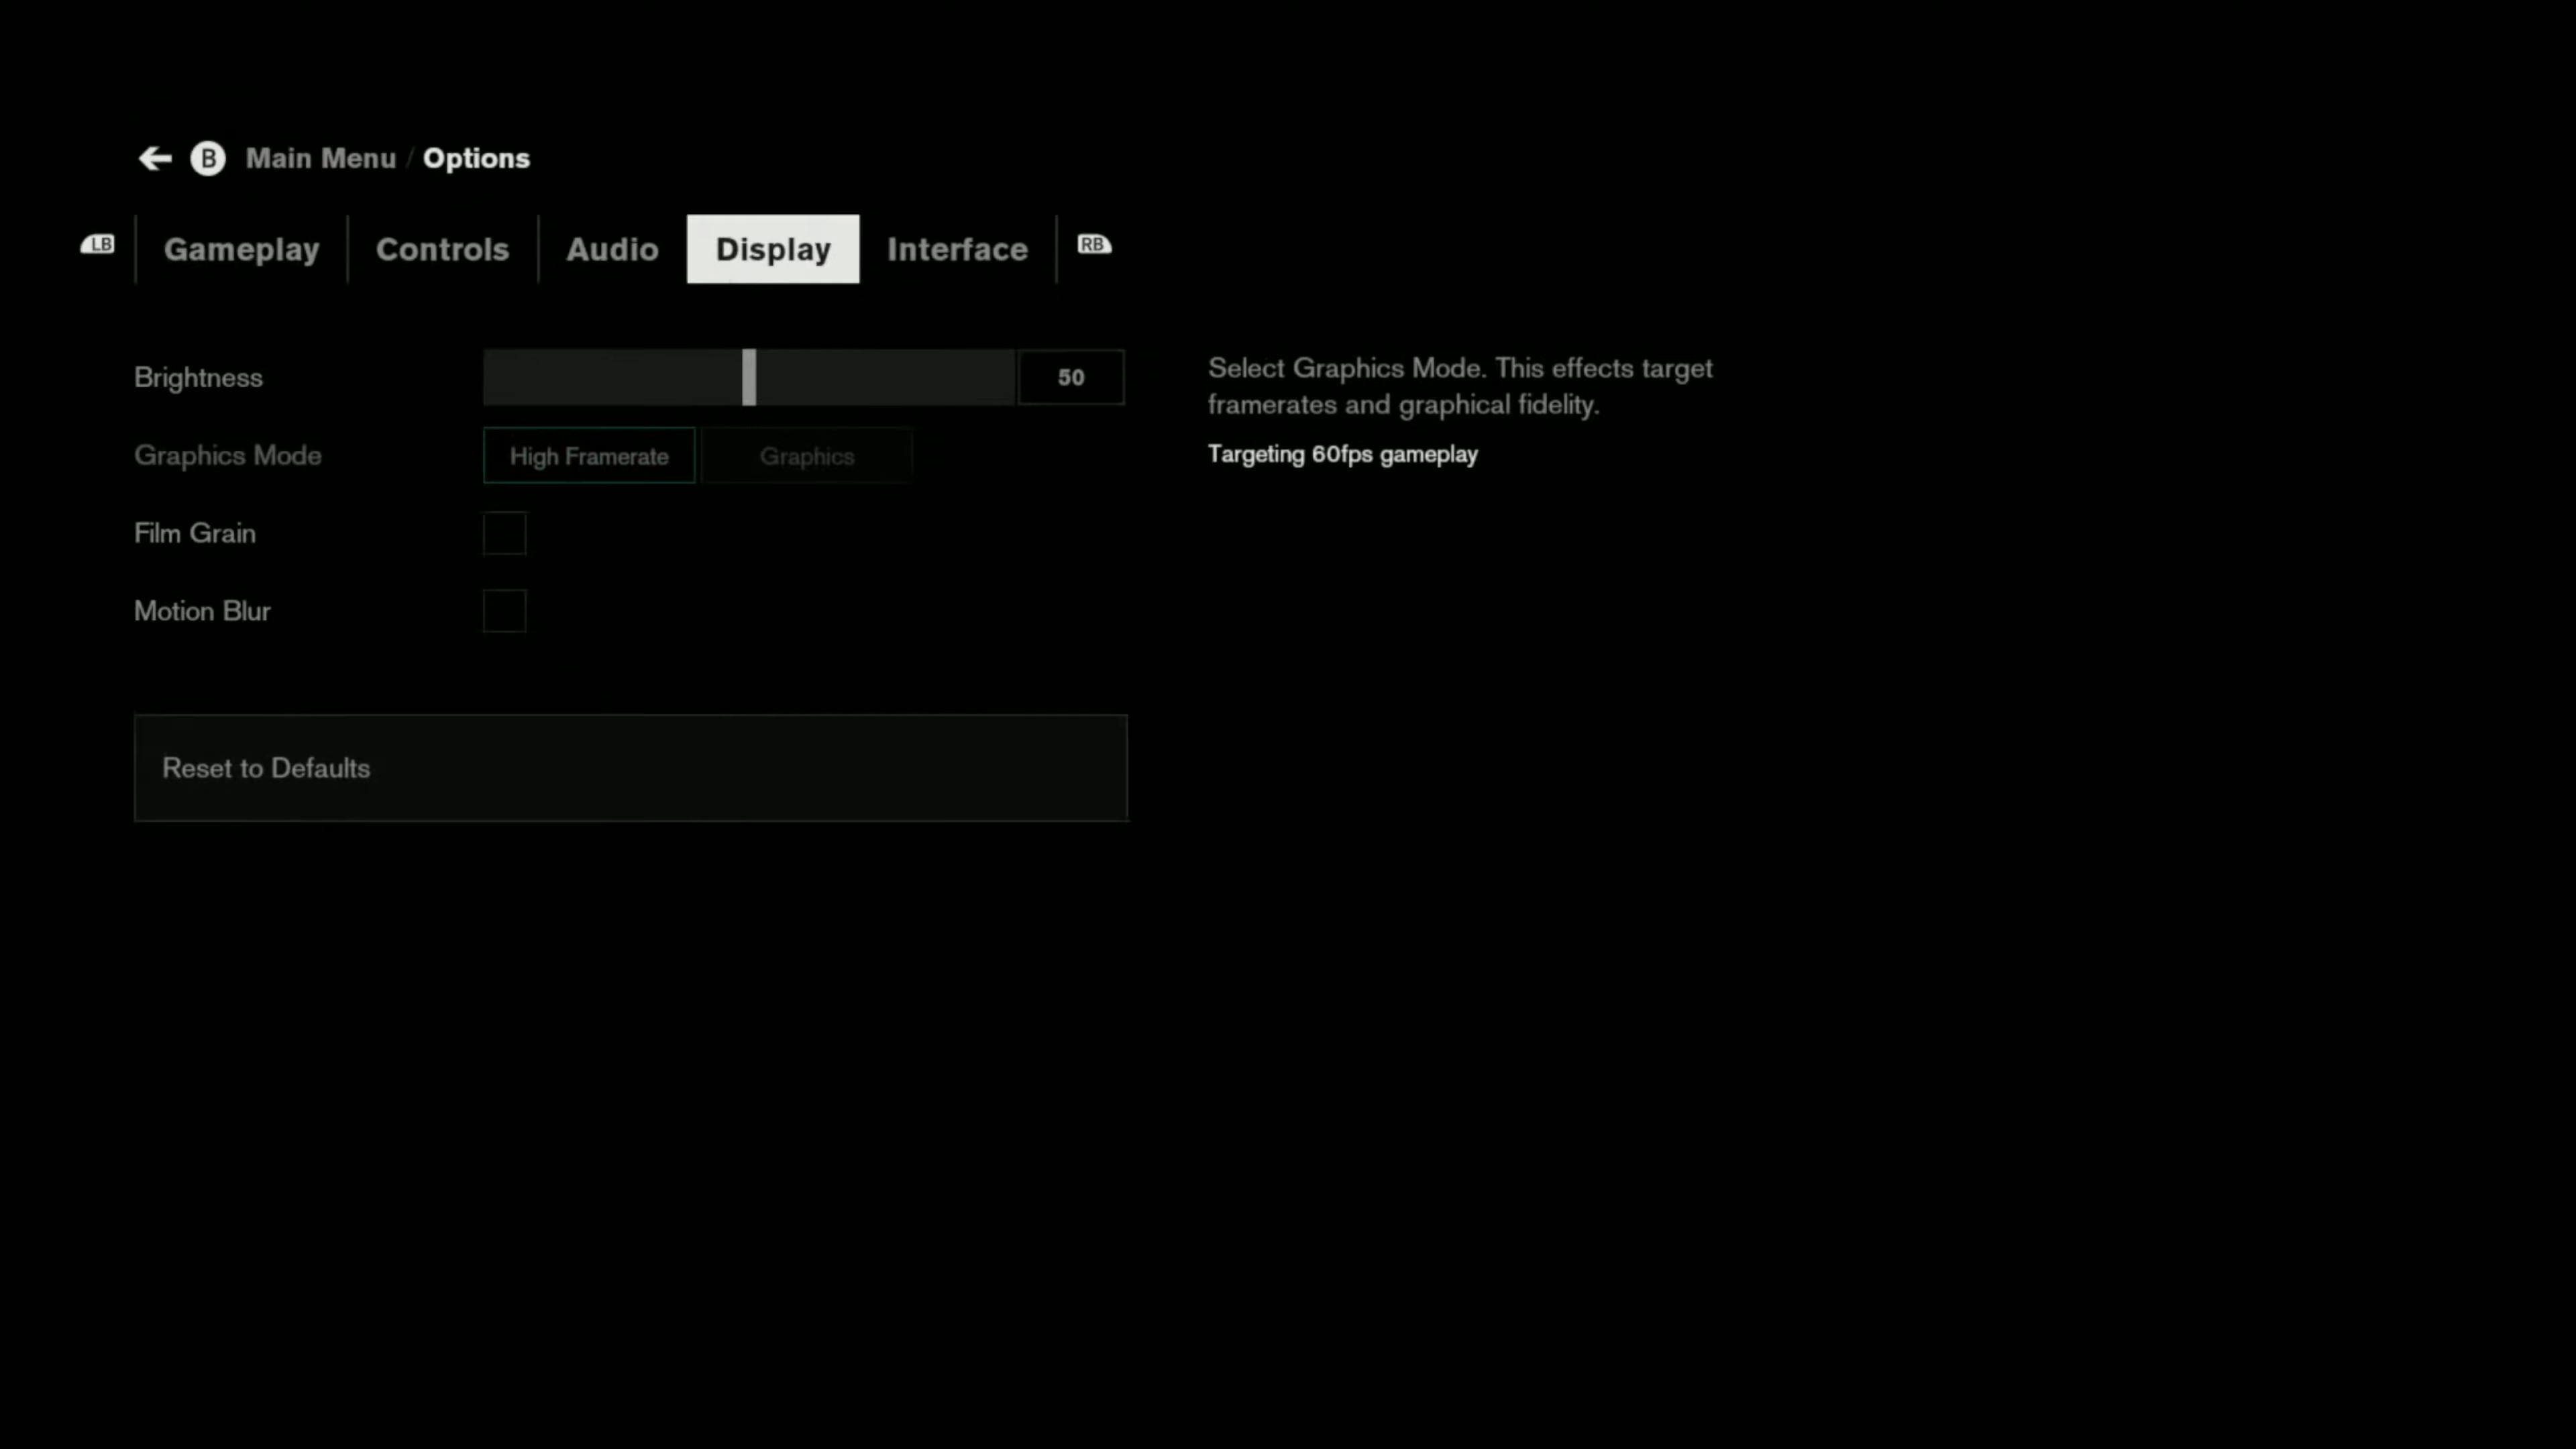 B Main Menu / Options
LB Gameplay Controls Audio Display Interface RB
Brightness 50
Graphics Mode High Framerate Graphics
Film Grain
Motion Blur
Reset to Defaults
Select Graphics Mode. This effects target
framerates and graphical fidelity.
Targeting 60fps gameplay